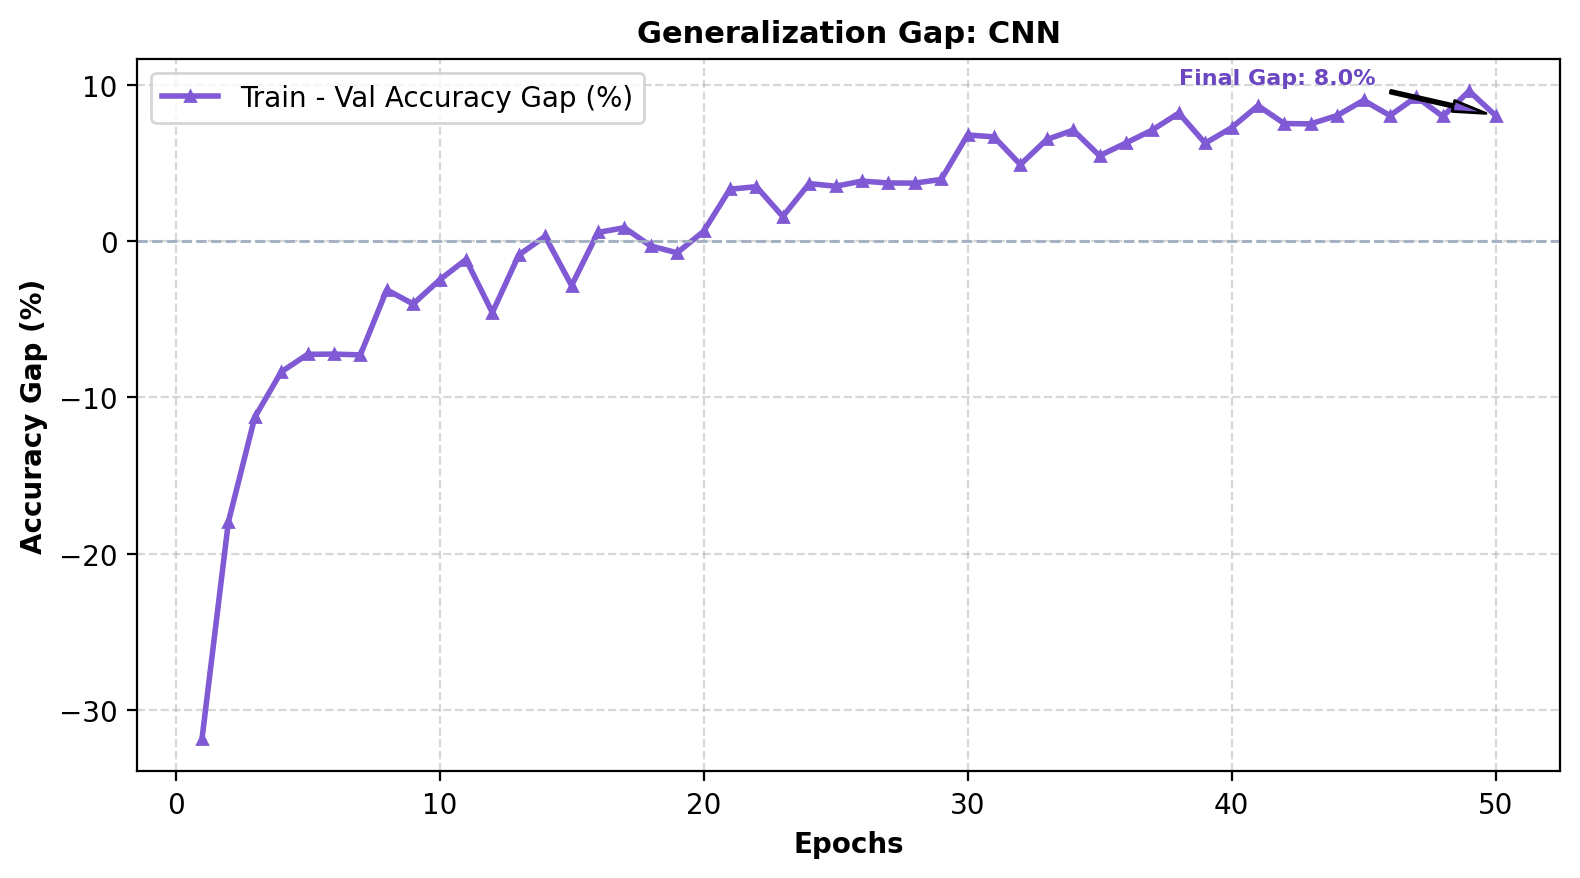 Generalization Gap: CNN
Train - Val Accuracy Gap (%)
Final Gap: 8.0%
Accuracy Gap (%)
10
0
−10
−20
−30
0 10 20 30 40 50
Epochs